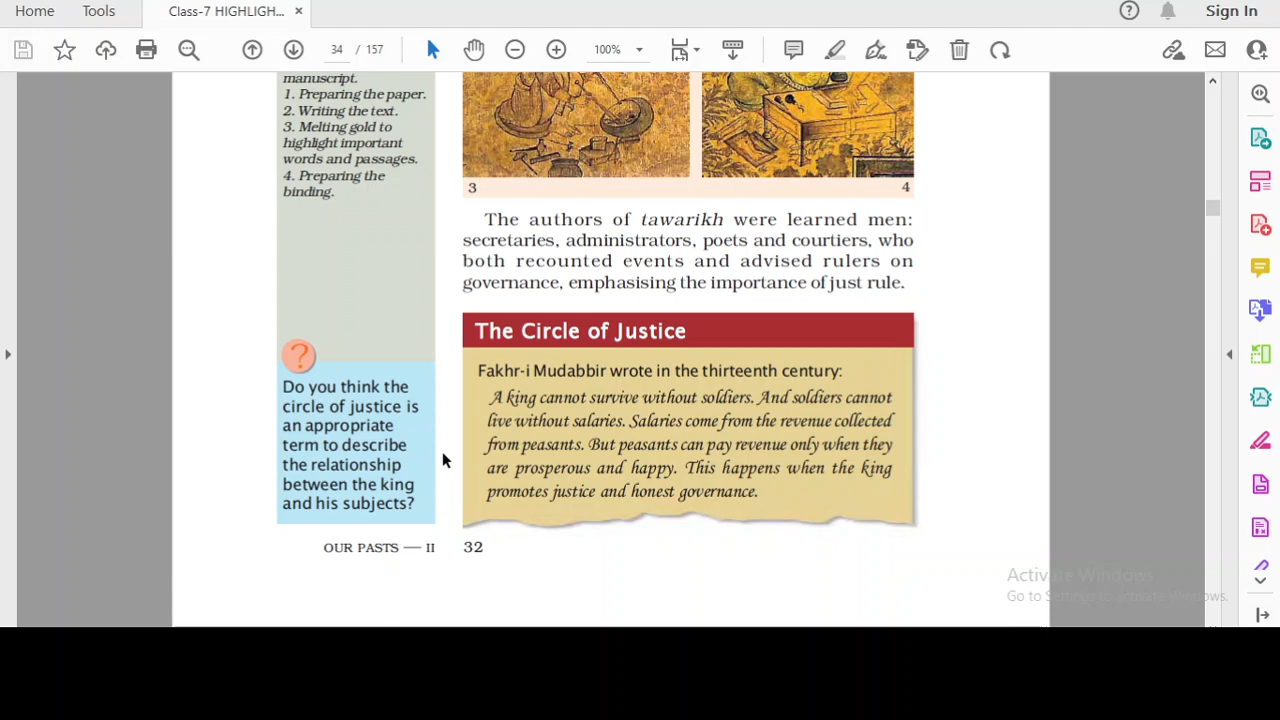 Home
Tools
Class-7 HIGHLIGH...
×
Sign In
34 / 157
100%
manuscript.
1. Preparing the paper.
2. Writing the text.
3. Melting gold to
highlight important
words and passages.
4. Preparing the
binding.
3
4
The authors of tawarikh were learned men:
secretaries, administrators, poets and courtiers, who
both recounted events and advised rulers on
governance, emphasising the importance of just rule.
?
Do you think the
circle of justice is
an appropriate
term to describe
the relationship
between the king
and his subjects?
The Circle of Justice
Fakhr-i Mudabbir wrote in the thirteenth century:
A king cannot survive without soldiers. And soldiers cannot
live without salaries. Salaries come from the revenue collected
from peasants. But peasants can pay revenue only when they
are prosperous and happy. This happens when the king
promotes justice and honest governance.
OUR PASTS — II
32
Activate Windows
Go to Settings to activate Windows.